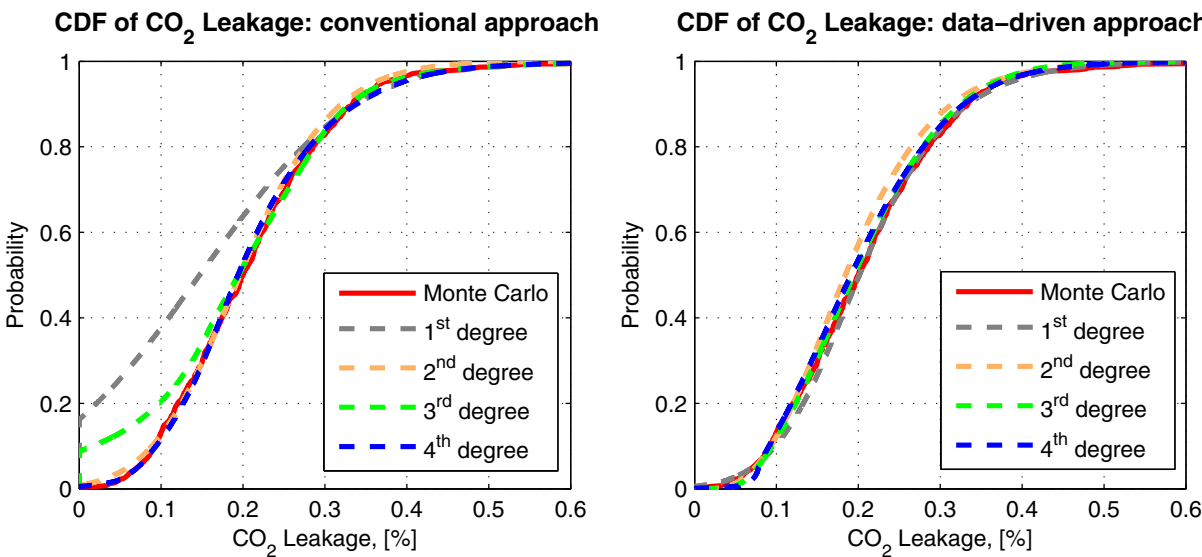 CDF of CO2 Leakage: conventional approach
1
0.8
0.6
0.4
0.2
0
Probability
Monte Carlo
1st degree
2nd degree
3rd degree
4th degree
0 0.1 0.2 0.3 0.4 0.5 0.6
CO2 Leakage, [%]
CDF of CO2 Leakage: data-driven approach
1
0.8
0.6
0.4
0.2
0
Probability
Monte Carlo
1st degree
2nd degree
3rd degree
4th degree
0 0.1 0.2 0.3 0.4 0.5 0.6
CO2 Leakage, [%]